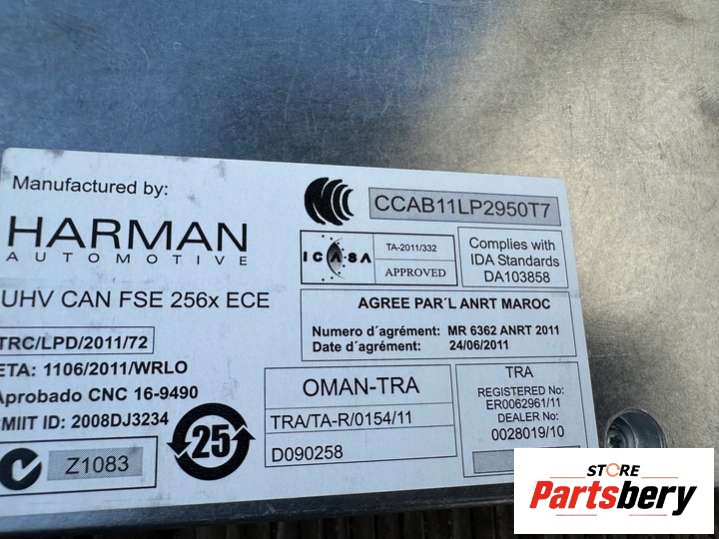 Manufactured by:
HARMAN
AUTOMOTIVE
UHV CAN FSE 256x ECE
TRC/LPD/2011/72
ETA: 1106/2011/WRLO
Aprobado CNC 16-9490
CMIIT ID: 2008DJ3234
Z1083
25
CCAB11LP2950T7
ICASA
TA-2011/332
APPROVED
Complies with
IDA Standards
DA103858
AGREE PAR´L ANRT MAROC
Numero d´agrément: MR 6362 ANRT 2011
Date d´agrément: 24/06/2011
OMAN-TRA
TRA/TA-R/0154/11
D090258
TRA
REGISTERED No:
ER0062961/11
DEALER No:
0028019/10
STORE
Partsbery